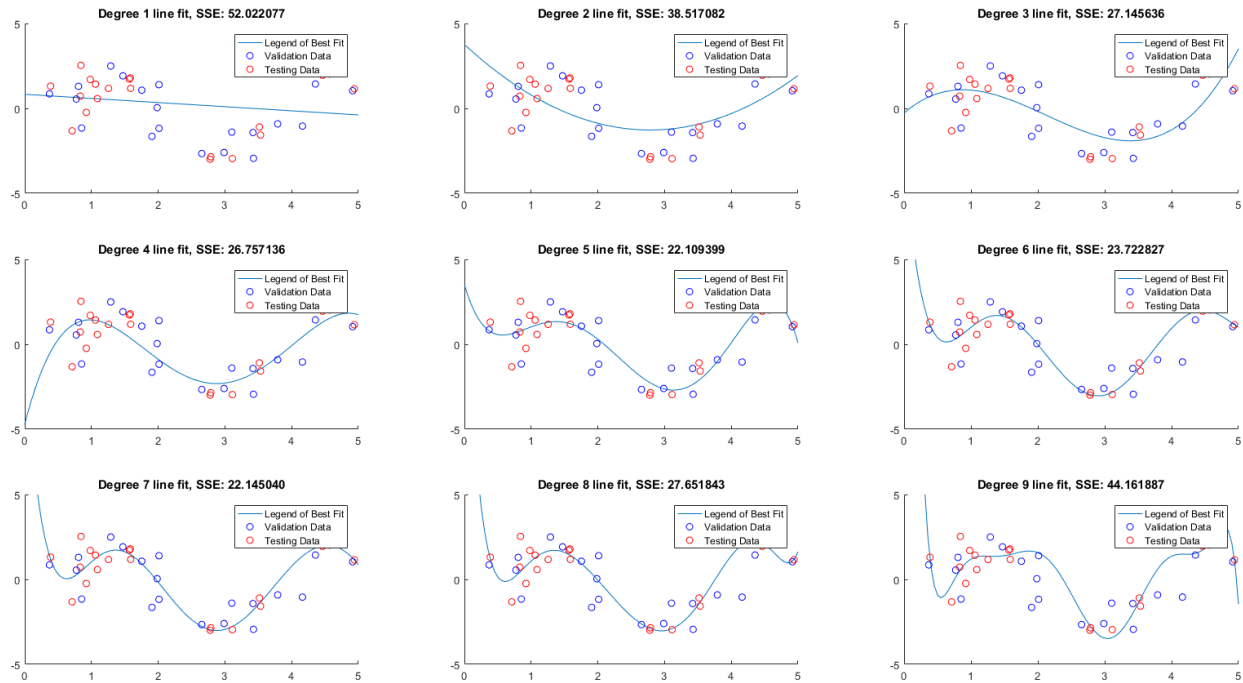 Degree 1 line fit, SSE: 52.022077
5
0
-5
0 1 2 3 4 5
Legend of Best Fit
Validation Data
Testing Data
Degree 2 line fit, SSE: 38.517082
5
0
-5
0 1 2 3 4 5
Legend of Best Fit
Validation Data
Testing Data
Degree 3 line fit, SSE: 27.145636
5
0
-5
0 1 2 3 4 5
Legend of Best Fit
Validation Data
Testing Data
Degree 4 line fit, SSE: 26.757136
5
0
-5
0 1 2 3 4 5
Legend of Best Fit
Validation Data
Testing Data
Degree 5 line fit, SSE: 22.109399
5
0
-5
0 1 2 3 4 5
Legend of Best Fit
Validation Data
Testing Data
Degree 6 line fit, SSE: 23.722827
5
0
-5
0 1 2 3 4 5
Legend of Best Fit
Validation Data
Testing Data
Degree 7 line fit, SSE: 22.145040
5
0
-5
0 1 2 3 4 5
Legend of Best Fit
Validation Data
Testing Data
Degree 8 line fit, SSE: 27.651843
5
0
-5
0 1 2 3 4 5
Legend of Best Fit
Validation Data
Testing Data
Degree 9 line fit, SSE: 44.161887
5
0
-5
0 1 2 3 4 5
Legend of Best Fit
Validation Data
Testing Data